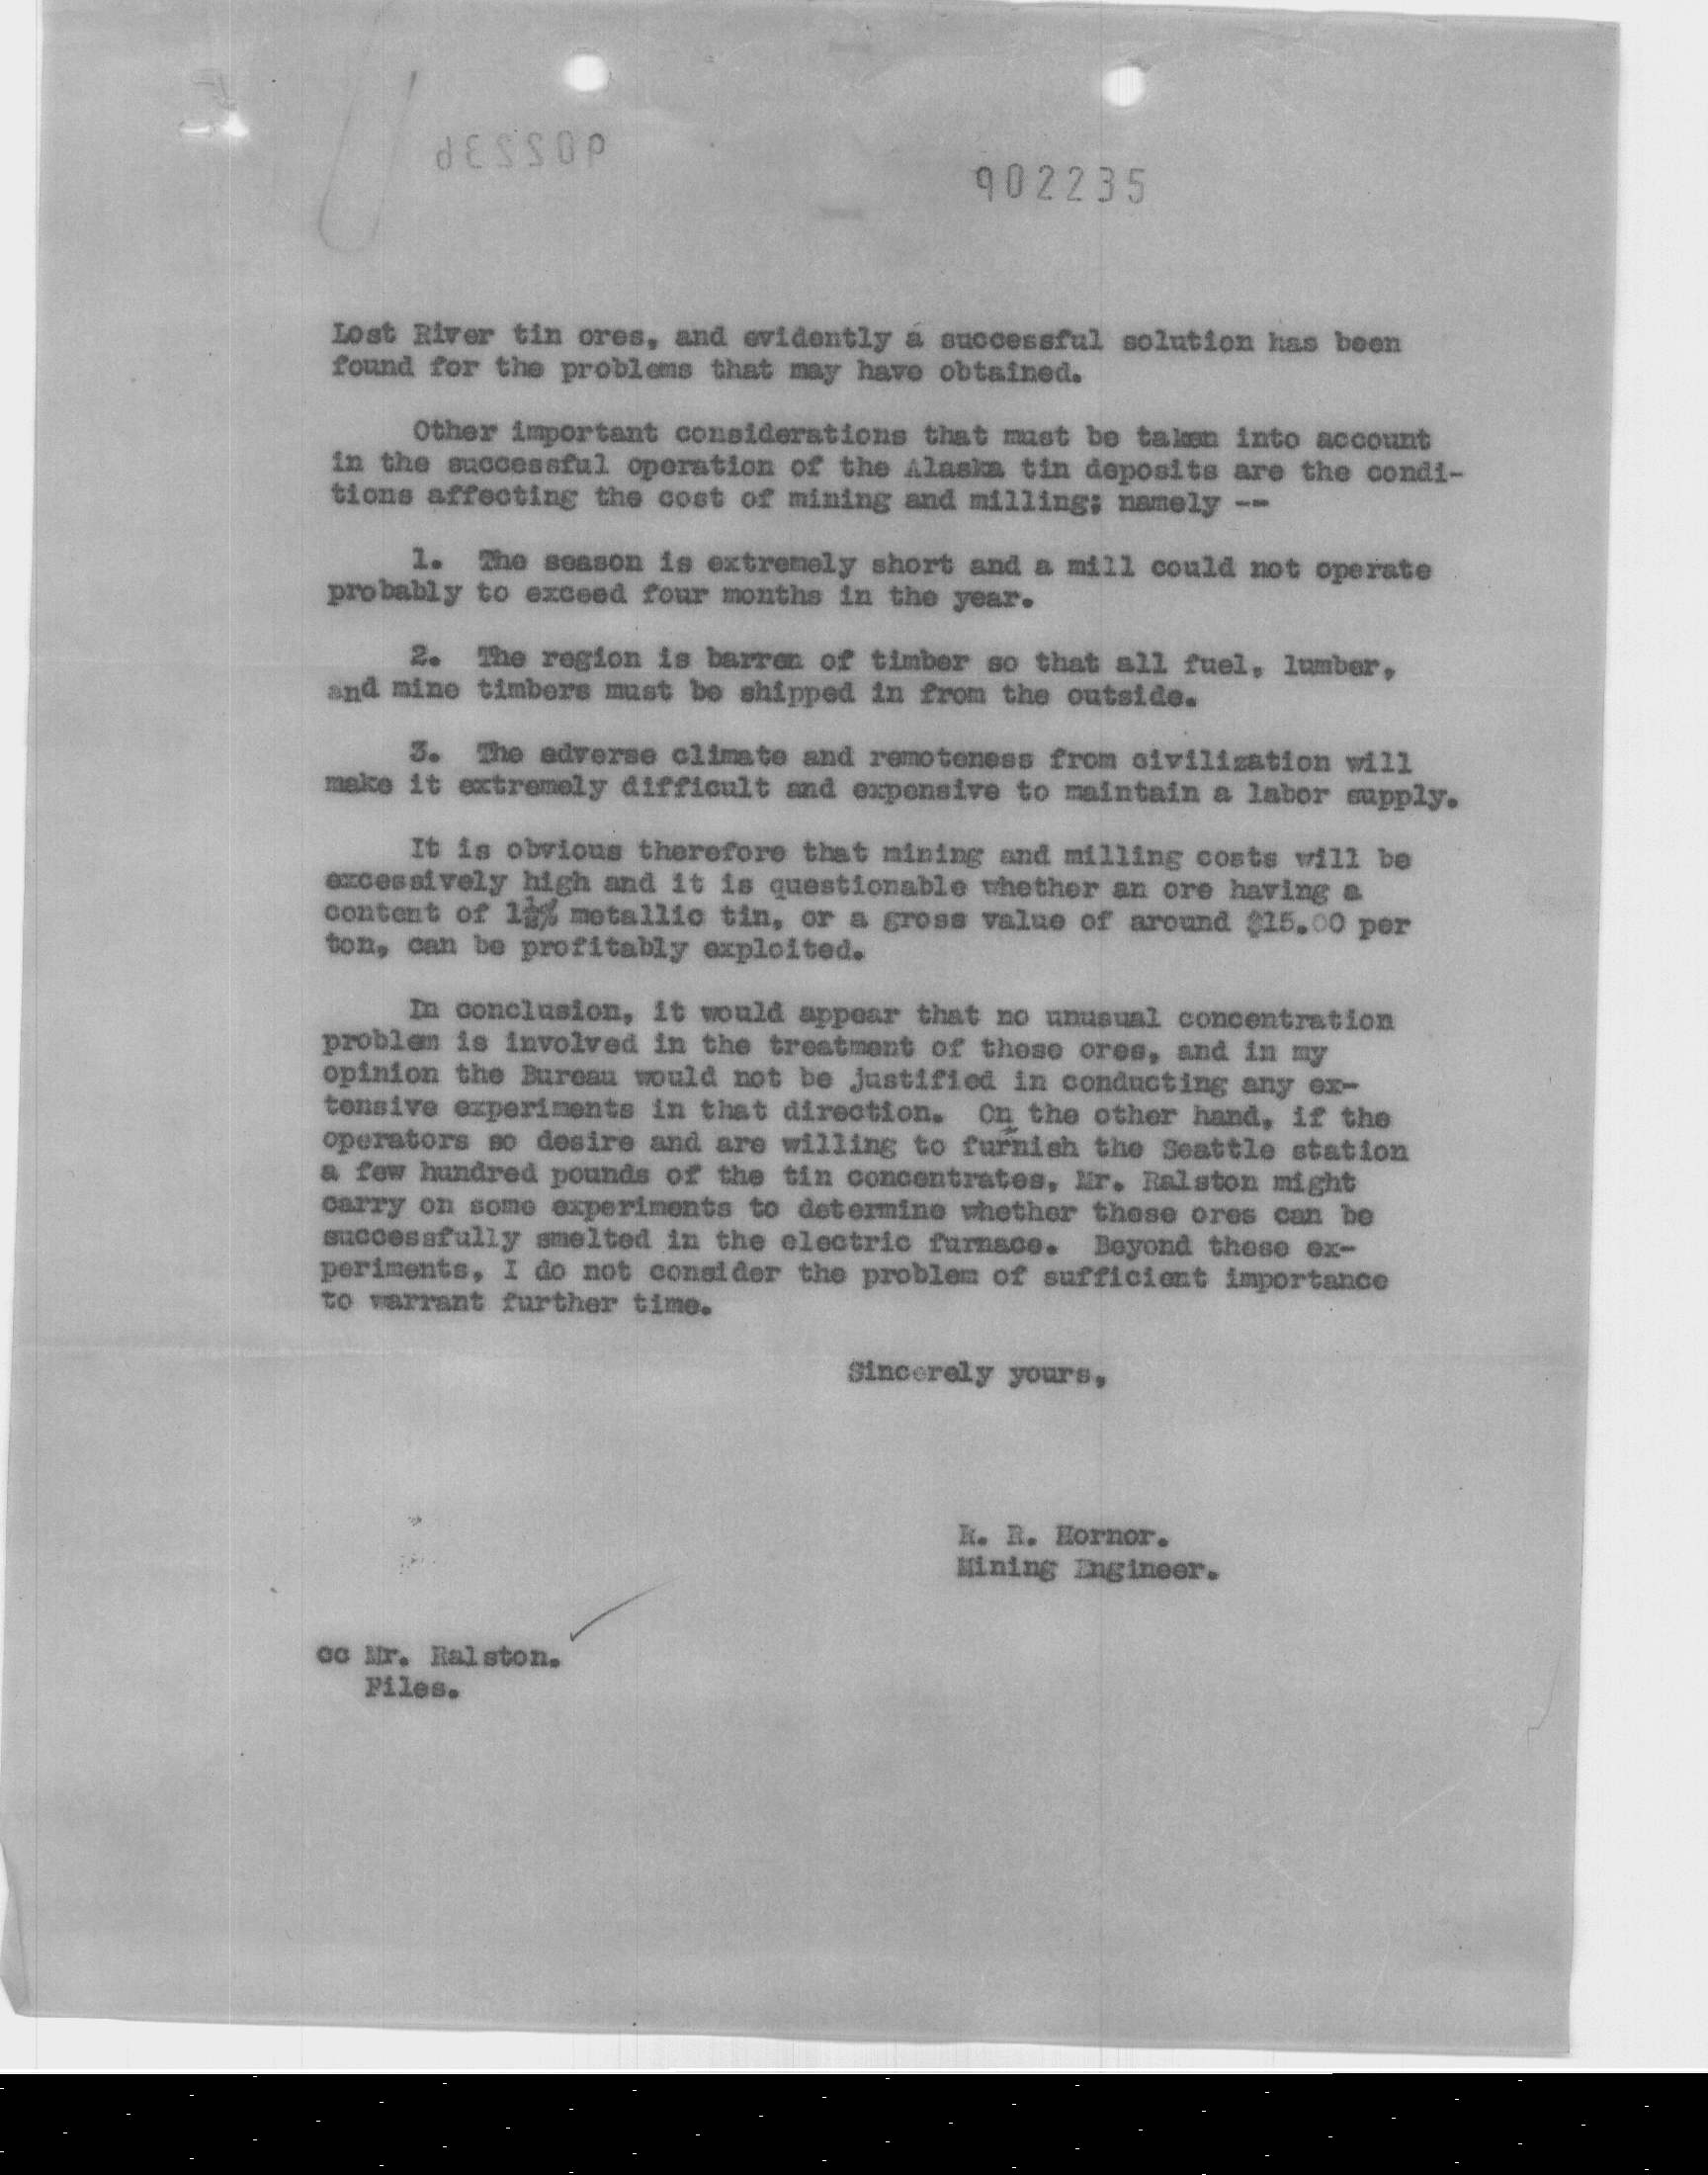 902236
902235
Lost River tin ores, and evidently a successful solution has been
found for the problems that may have obtained.
Other important considerations that must be taken into account
in the successful operation of the Alaska tin deposits are the condi-
tions affecting the cost of mining and milling; namely --
1. The season is extremely short and a mill could not operate
probably to exceed four months in the year.
2. The region is barren of timber so that all fuel, lumber,
and mine timbers must be shipped in from the outside.
3. The adverse climate and remoteness from civilization will
make it extremely difficult and expensive to maintain a labor supply.
It is obvious therefore that mining and milling costs will be
excessively high and it is questionable whether an ore having a
content of 1½% metallic tin, or a gross value of around $15.00 per
ton, can be profitably exploited.
In conclusion, it would appear that no unusual concentration
problem is involved in the treatment of these ores, and in my
opinion the Bureau would not be justified in conducting any ex-
tensive experiments in that direction. On the other hand, if the
operators so desire and are willing to furnish the Seattle station
a few hundred pounds of the tin concentrates, Mr. Ralston might
carry on some experiments to determine whether these ores can be
successfully smelted in the electric furnace. Beyond these ex-
periments, I do not consider the problem of sufficient importance
to warrant further time.
Sincerely yours,
R. R. Hornor.
Mining Engineer.
cc Mr. Ralston.
Files.